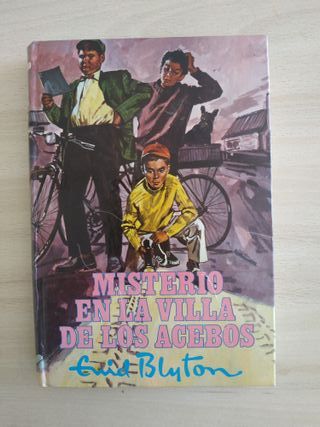 MISTERIO
EN LA VILLA
DE LOS ACEBOS
Enid Blyton